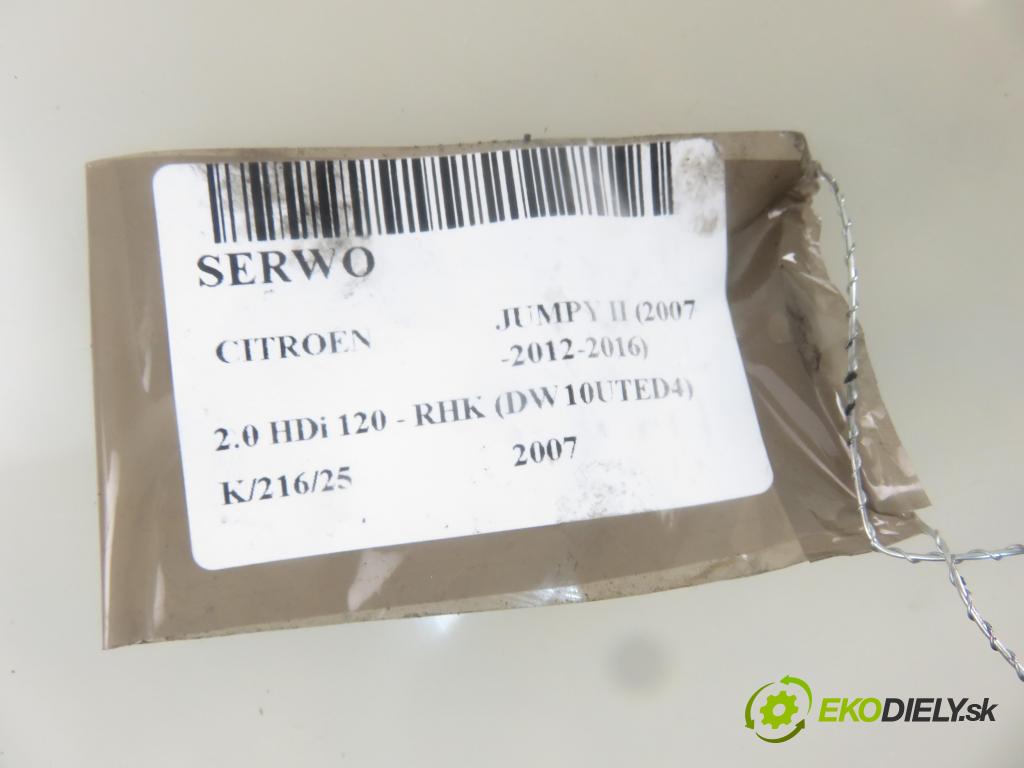 SERWO
CITROEN
JUMPY II (2007
-2012-2016)
2.0 HDi 120 - RHK (DW10UTED4)
K/216/25
2007
EKODIELY.sk